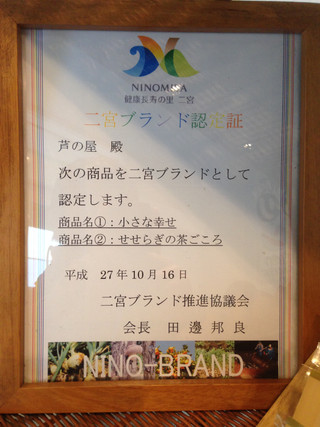 NINOMIYA
健康長寿の里 二宮
二宮ブランド認定証
芦の屋 殿
次の商品を二宮ブランドとして
認定します。
商品名①：小さな幸せ
商品名②：せせらぎの茶ごころ
平成 27年10月16日
二宮ブランド推進協議会
会長 田邊邦良
NINO-BRAND